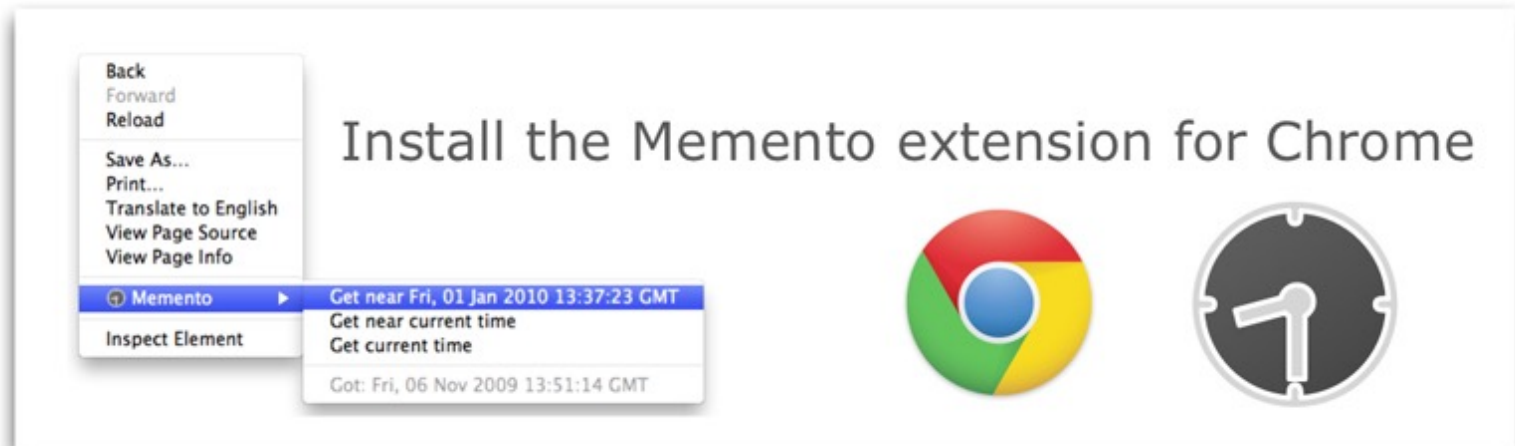 Back
Forward
Reload
Save As...
Print...
Translate to English
View Page Source
View Page Info
Memento
Inspect Element
Get near Fri, 01 Jan 2010 13:37:23 GMT
Get near current time
Get current time
Got: Fri, 06 Nov 2009 13:51:14 GMT
Install the Memento extension for Chrome